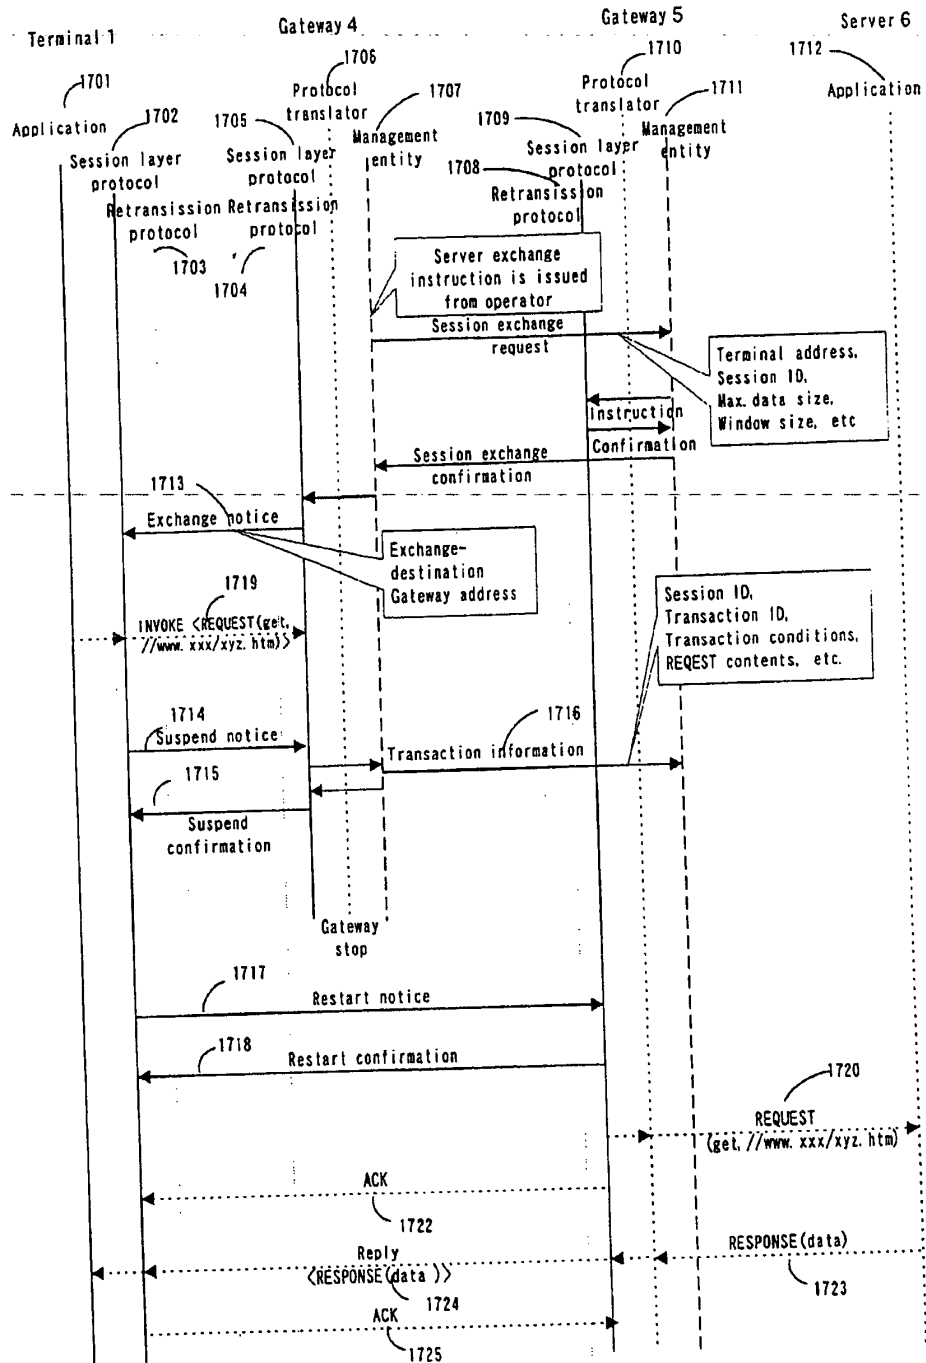 Terminal 1
Gateway 4
Gateway 5
Server 6
1706
1710
1712
1701
Protocol
translator
1707
Protocol
translator
1711
Application
Application
1702
1705
Management
entity
1709
Management
entity
Session layer
protocol
Session layer
protocol
1708
Session layer
protocol
Retransission
protocol
Retransission
protocol
Retransission
protocol
1703
1704
Server exchange
instruction is issued
from operator
Session exchange
request
Terminal address,
Session ID,
Max. data size,
Window size, etc
Instruction
Confirmation
Session exchange
confirmation
1713
Exchange notice
Exchange-
destination
Gateway address
1719
INVOKE <REQUEST(get,
//www. xxx/xyz. htm)>
Session ID,
Transaction ID,
Transaction conditions,
REQEST contents, etc.
1714
Suspend notice
1716
Transaction information
1715
Suspend
confirmation
Gateway
stop
1717
Restart notice
1718
Restart confirmation
1720
REQUEST
(get, //www. xxx/xyz. htm)
ACK
1722
RESPONSE(data)
1723
Reply
<RESPONSE(data )>
1724
ACK
1725